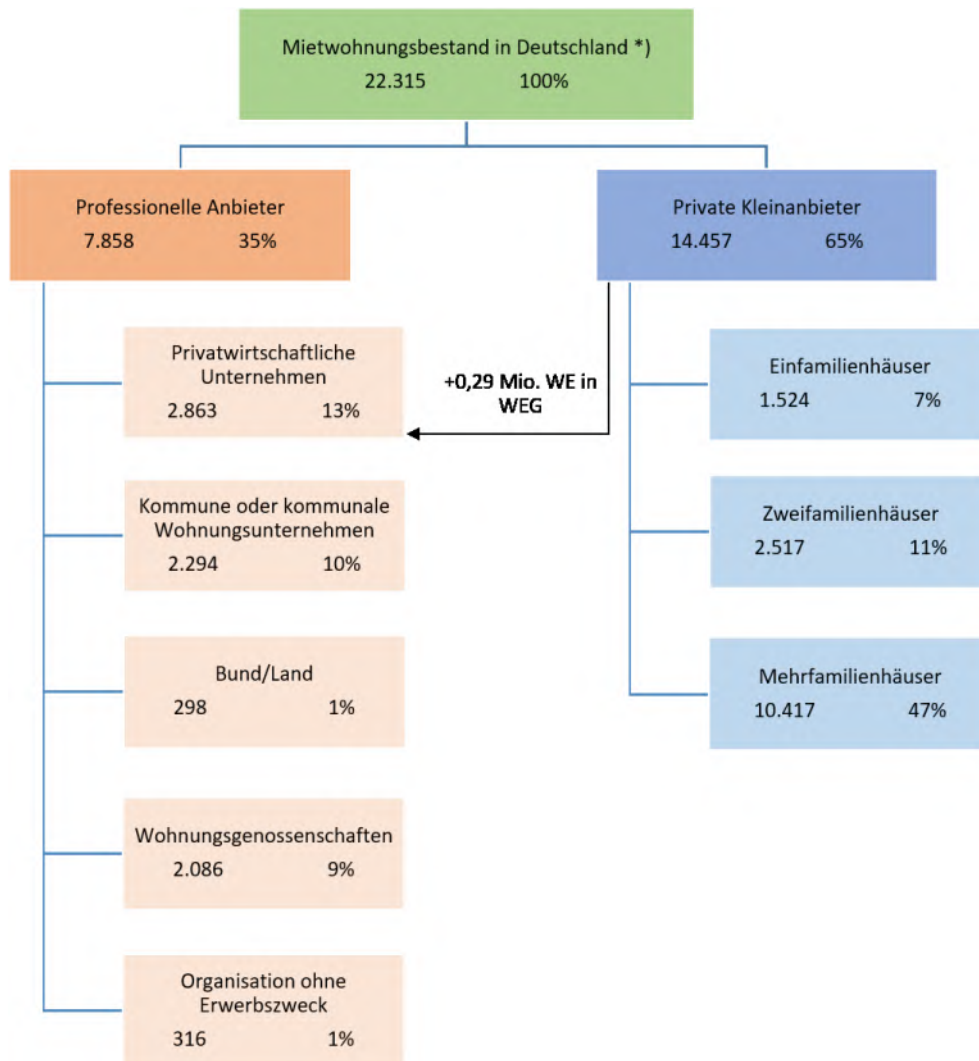 Mietwohnungsbestand in Deutschland *)
22.315 100%
Professionelle Anbieter
7.858 35%
Private Kleinanbieter
14.457 65%
Privatwirtschaftliche
Unternehmen
2.863 13%
+0,29 Mio. WE in
WEG
Einfamilienhäuser
1.524 7%
Kommune oder kommunale
Wohnungsunternehmen
2.294 10%
Zweifamilienhäuser
2.517 11%
Bund/Land
298 1%
Mehrfamilienhäuser
10.417 47%
Wohnungsgenossenschaften
2.086 9%
Organisation ohne
Erwerbszweck
316 1%